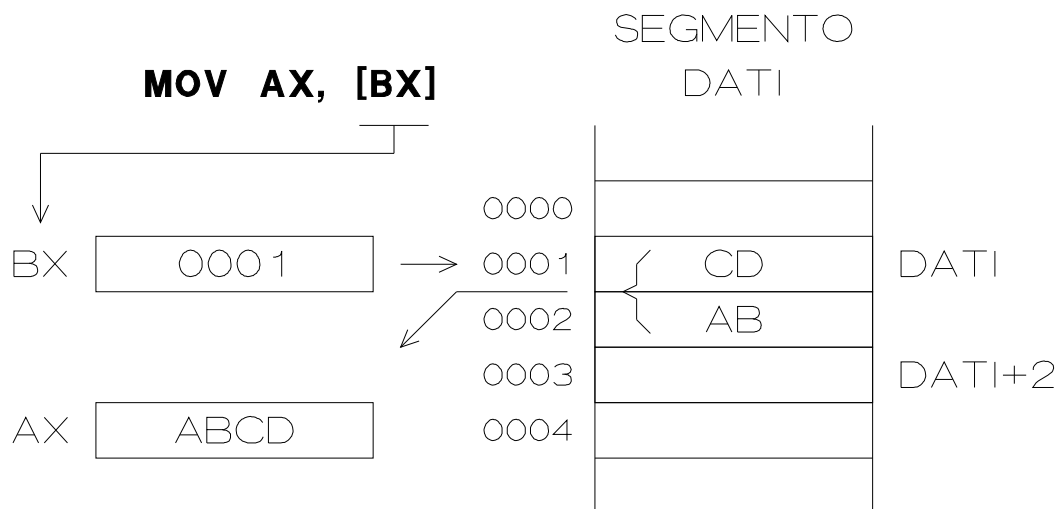 SEGMENTO
DATI
MOV AX, [BX]
0000
BX 0001 0001 CD DATI
0002 AB
0003 DATI+2
AX ABCD 0004